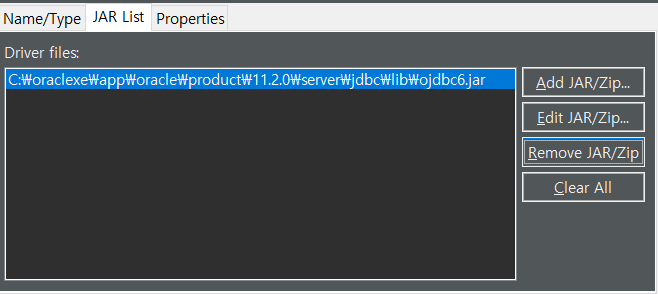 Name/Type JAR List Properties
Driver files:
C:₩oraclexe₩app₩oracle₩product₩11.2.0₩server₩jdbc₩lib₩ojdbc6.jar
Add JAR/Zip...
Edit JAR/Zip...
Remove JAR/Zip
Clear All